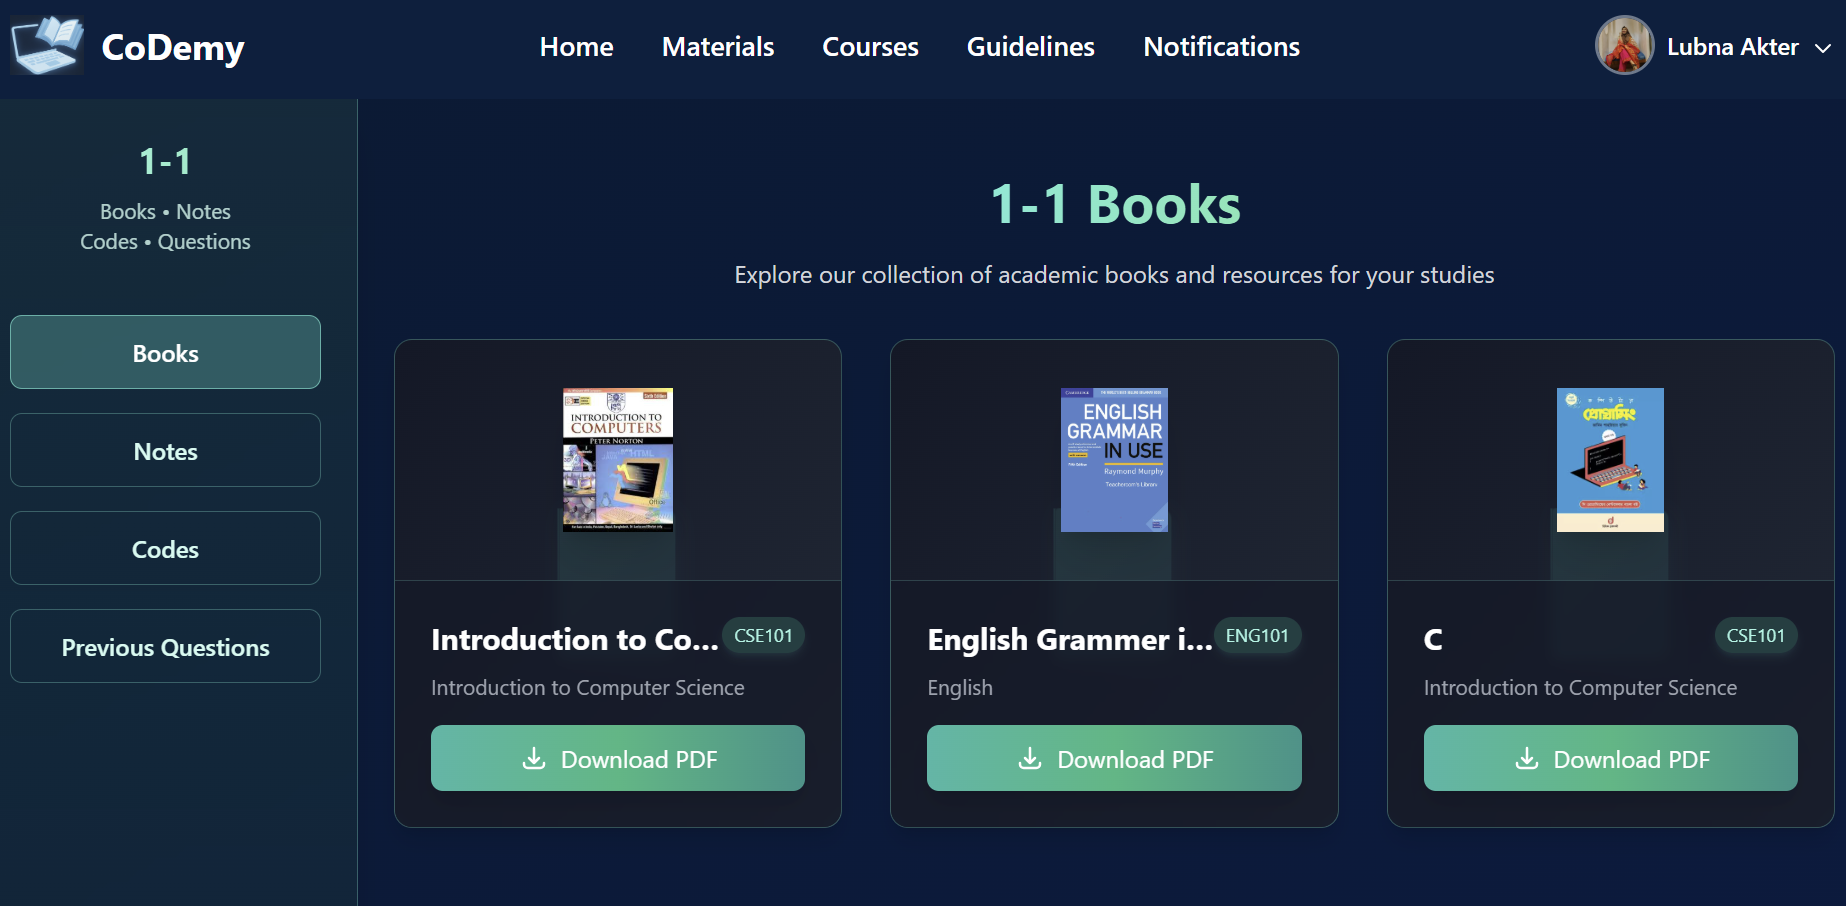 CoDemy
Home
Materials
Courses
Guidelines
Notifications
Lubna Akter
1-1
Books • Notes
Codes • Questions
Books
Notes
Codes
Previous Questions
1-1 Books
Explore our collection of academic books and resources for your studies
INTRODUCTION TO
COMPUTERS
PETER NORTON
Introduction to Co...
CSE101
Introduction to Computer Science
Download PDF
ENGLISH
GRAMMAR
IN USE
Raymond Murphy
English Grammer i...
ENG101
English
Download PDF
প্রোগ্রামিং
C
CSE101
Introduction to Computer Science
Download PDF